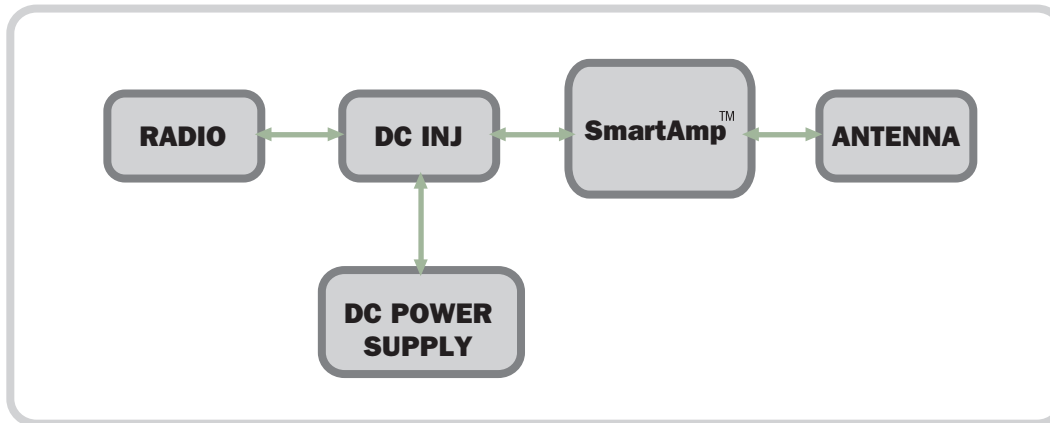 RADIO
DC INJ
SmartAmp™
ANTENNA
DC POWER
SUPPLY